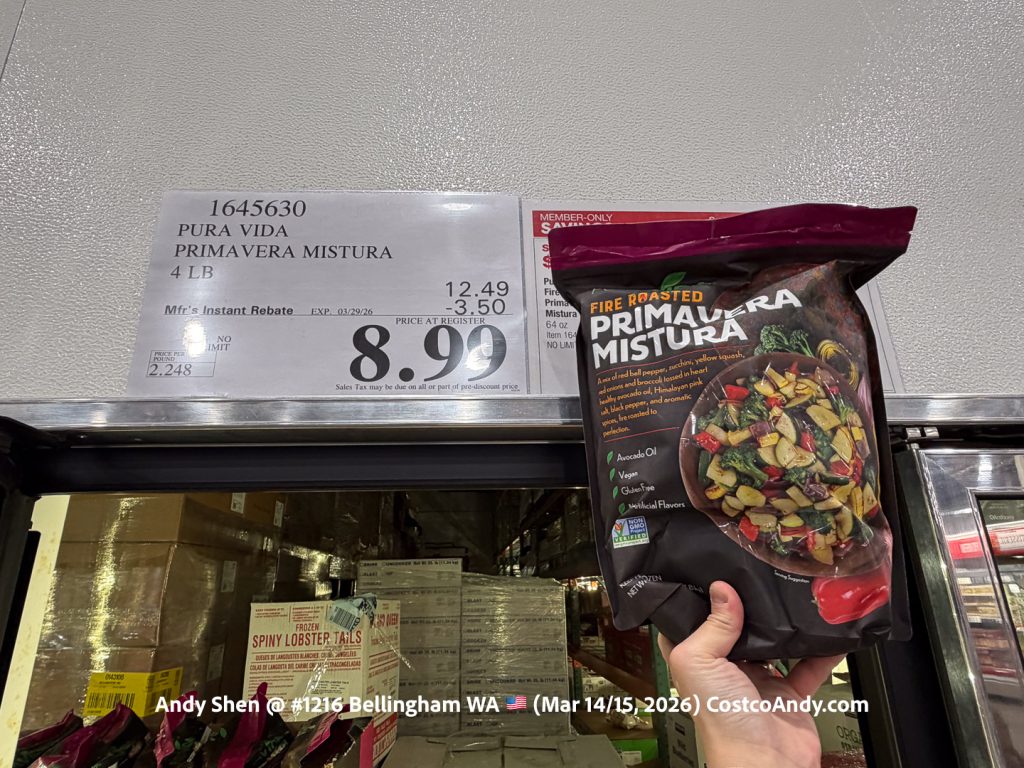 1645630
PURA VIDA
PRIMAVERA MISTURA
4 LB
12.49
Mfr's Instant Rebate EXP. 03/29/26 -3.50
PRICE AT REGISTER
NO LIMIT
8.99
PRICE PER POUND
2.248
Sales Tax may be due on all or part of pre-discount price
MEMBER-ONLY
Mistura
64 oz
FIRE ROASTED
PRIMAVERA
MISTURA
A mix of red bell pepper, zucchini, yellow squash,
red onions and broccoli tossed in heart
healthy avocado oil, Himalayan pink
salt, black pepper, and aromatic
spices, fire roasted to
perfection.
Avocado Oil
Vegan
Gluten Free
Artificial Flavors
NON
GMO
Project
VERIFIED
Serving Suggestion
FROZEN
SPINY LOBSTER TAILS
Andy Shen @ #1216 Bellingham WA 🇺🇸 (Mar 14/15, 2026) CostcoAndy.com